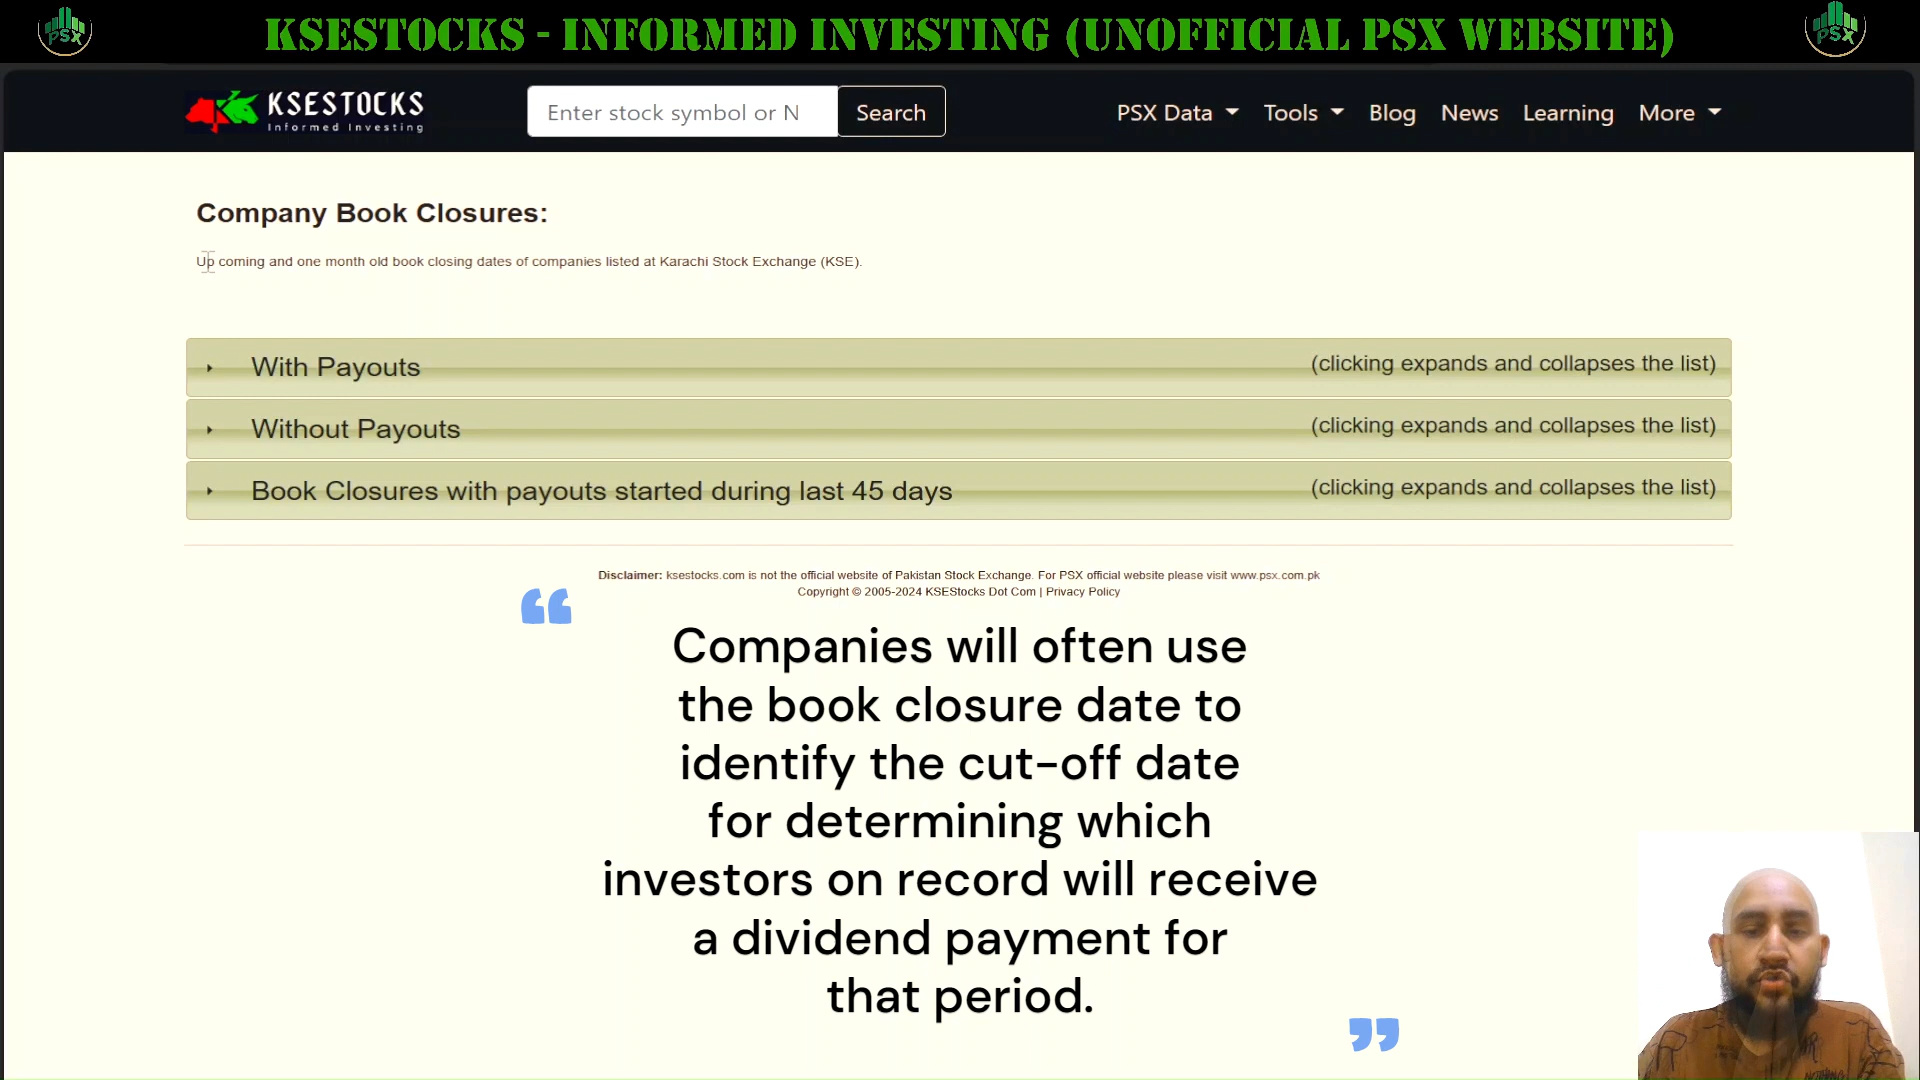 PSX
KSESTOCKS - INFORMED INVESTING (UNOFFICIAL PSX WEBSITE)
PSX
KSESTOCKS
Informed Investing
Enter stock symbol or N
Search
PSX Data
Tools
Blog
News
Learning
More
Company Book Closures:
Up coming and one month old book closing dates of companies listed at Karachi Stock Exchange (KSE).
With Payouts
(clicking expands and collapses the list)
Without Payouts
(clicking expands and collapses the list)
Book Closures with payouts started during last 45 days
(clicking expands and collapses the list)
Disclaimer: ksestocks.com is not the official website of Pakistan Stock Exchange. For PSX official website please visit www.psx.com.pk
Copyright © 2005-2024 KSEStocks Dot Com | Privacy Policy
“
Companies will often use
the book closure date to
identify the cut-off date
for determining which
investors on record will receive
a dividend payment for
that period.
”